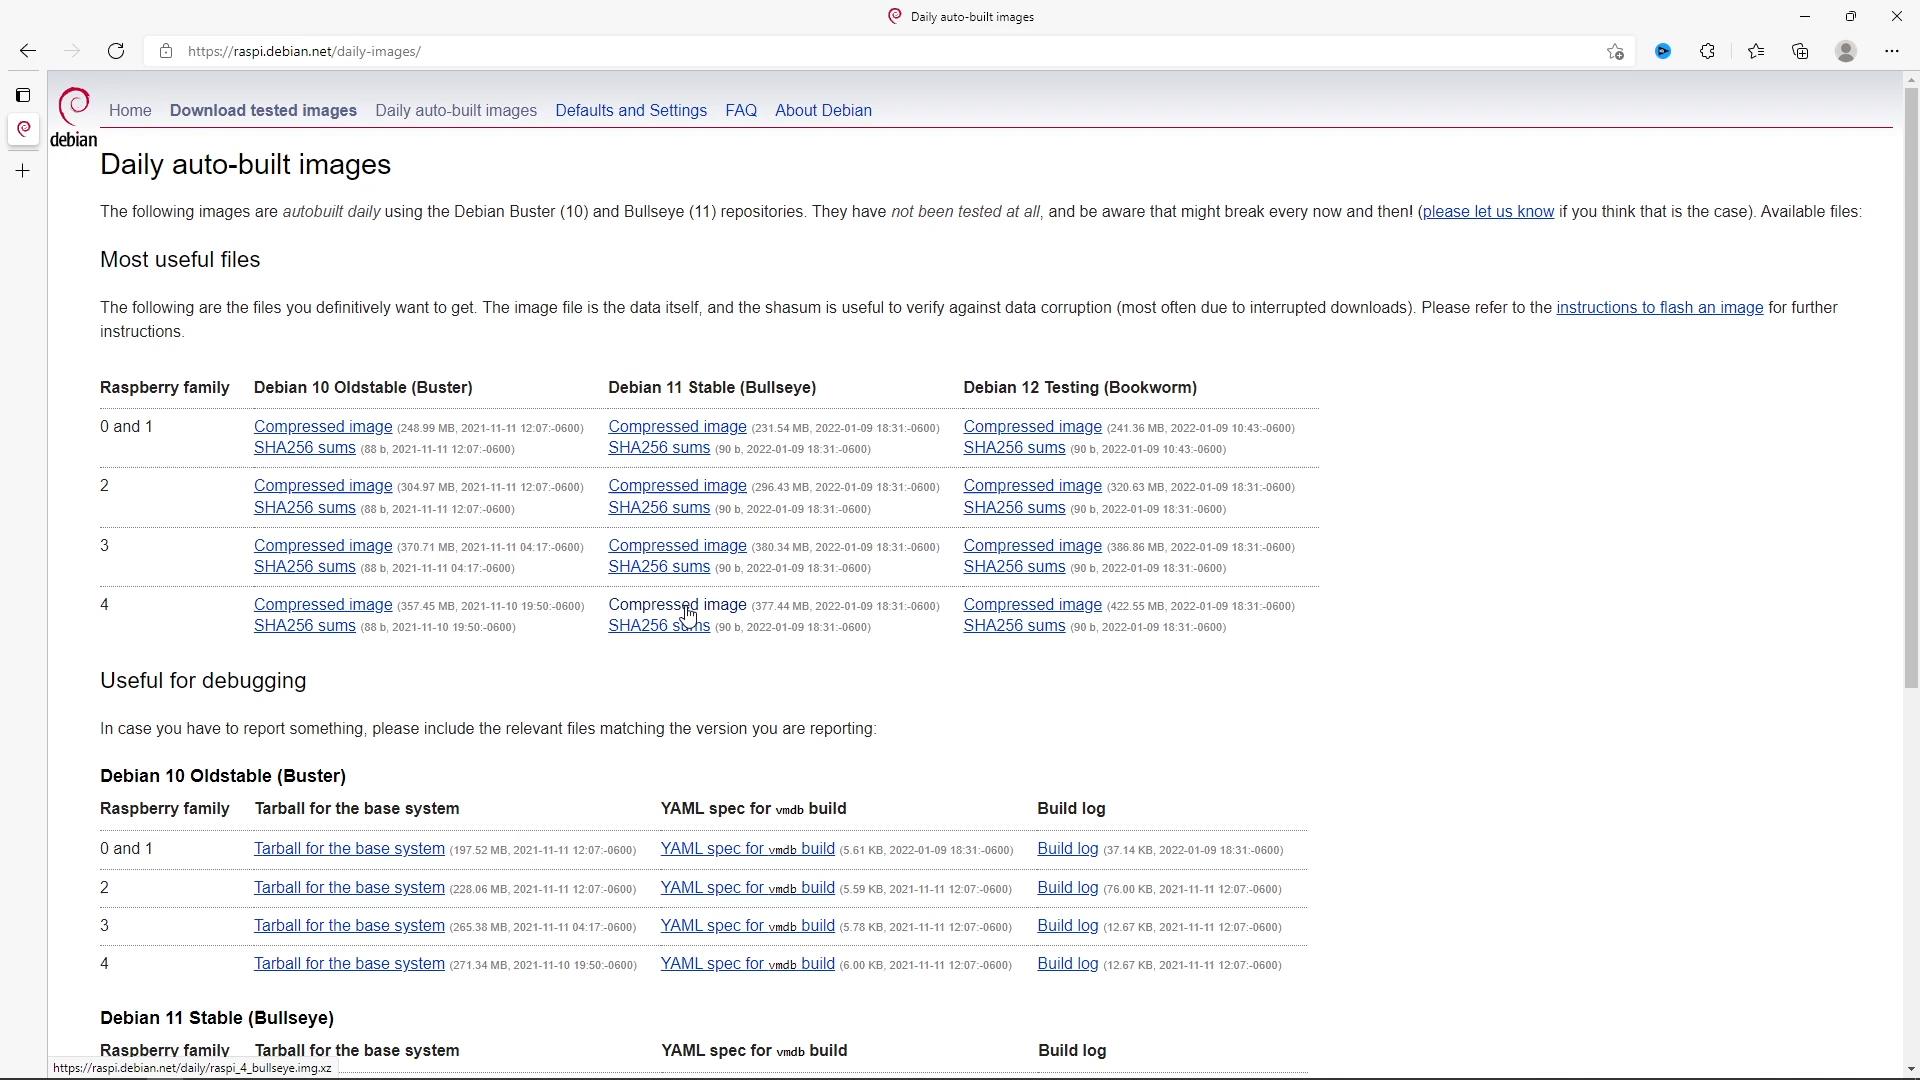 Daily auto-built images
https://raspi.debian.net/daily-images/
debian
Home Download tested images Daily auto-built images Defaults and Settings FAQ About Debian
Daily auto-built images
The following images are autobuilt daily using the Debian Buster (10) and Bullseye (11) repositories. They have not been tested at all, and be aware that might break every now and then! (please let us know if you think that is the case). Available files:
Most useful files
The following are the files you definitively want to get. The image file is the data itself, and the shasum is useful to verify against data corruption (most often due to interrupted downloads). Please refer to the instructions to flash an image for further
instructions.
Raspberry family Debian 10 Oldstable (Buster) Debian 11 Stable (Bullseye) Debian 12 Testing (Bookworm)
0 and 1 Compressed image (248.99 MB, 2021-11-11 12:07:-0600) Compressed image (231.54 MB, 2022-01-09 18:31:-0600) Compressed image (241.36 MB, 2022-01-09 10:43:-0600)
SHA256 sums (88 b, 2021-11-11 12:07:-0600) SHA256 sums (90 b, 2022-01-09 18:31:-0600) SHA256 sums (90 b, 2022-01-09 10:43:-0600)
2 Compressed image (304.97 MB, 2021-11-11 12:07:-0600) Compressed image (296.43 MB, 2022-01-09 18:31:-0600) Compressed image (320.63 MB, 2022-01-09 18:31:-0600)
SHA256 sums (88 b, 2021-11-11 12:07:-0600) SHA256 sums (90 b, 2022-01-09 18:31:-0600) SHA256 sums (90 b, 2022-01-09 18:31:-0600)
3 Compressed image (370.71 MB, 2021-11-11 04:17:-0600) Compressed image (380.34 MB, 2022-01-09 18:31:-0600) Compressed image (386.86 MB, 2022-01-09 18:31:-0600)
SHA256 sums (88 b, 2021-11-11 04:17:-0600) SHA256 sums (90 b, 2022-01-09 18:31:-0600) SHA256 sums (90 b, 2022-01-09 18:31:-0600)
4 Compressed image (357.45 MB, 2021-11-10 19:50:-0600) Compressed image (377.44 MB, 2022-01-09 18:31:-0600) Compressed image (422.55 MB, 2022-01-09 18:31:-0600)
SHA256 sums (88 b, 2021-11-10 19:50:-0600) SHA256 sums (90 b, 2022-01-09 18:31:-0600) SHA256 sums (90 b, 2022-01-09 18:31:-0600)
Useful for debugging
In case you have to report something, please include the relevant files matching the version you are reporting:
Debian 10 Oldstable (Buster)
Raspberry family Tarball for the base system YAML spec for vmdb build Build log
0 and 1 Tarball for the base system (197.52 MB, 2021-11-11 12:07:-0600) YAML spec for vmdb build (5.61 KB, 2022-01-09 18:31:-0600) Build log (37.14 KB, 2022-01-09 18:31:-0600)
2 Tarball for the base system (228.06 MB, 2021-11-11 12:07:-0600) YAML spec for vmdb build (5.59 KB, 2021-11-11 12:07:-0600) Build log (76.00 KB, 2021-11-11 12:07:-0600)
3 Tarball for the base system (265.38 MB, 2021-11-11 04:17:-0600) YAML spec for vmdb build (5.78 KB, 2021-11-11 12:07:-0600) Build log (12.67 KB, 2021-11-11 12:07:-0600)
4 Tarball for the base system (271.34 MB, 2021-11-10 19:50:-0600) YAML spec for vmdb build (6.00 KB, 2021-11-11 12:07:-0600) Build log (12.67 KB, 2021-11-11 12:07:-0600)
Debian 11 Stable (Bullseye)
Raspberry family Tarball for the base system YAML spec for vmdb build Build log
https://raspi.debian.net/daily/raspi_4_bullseye.img.xz